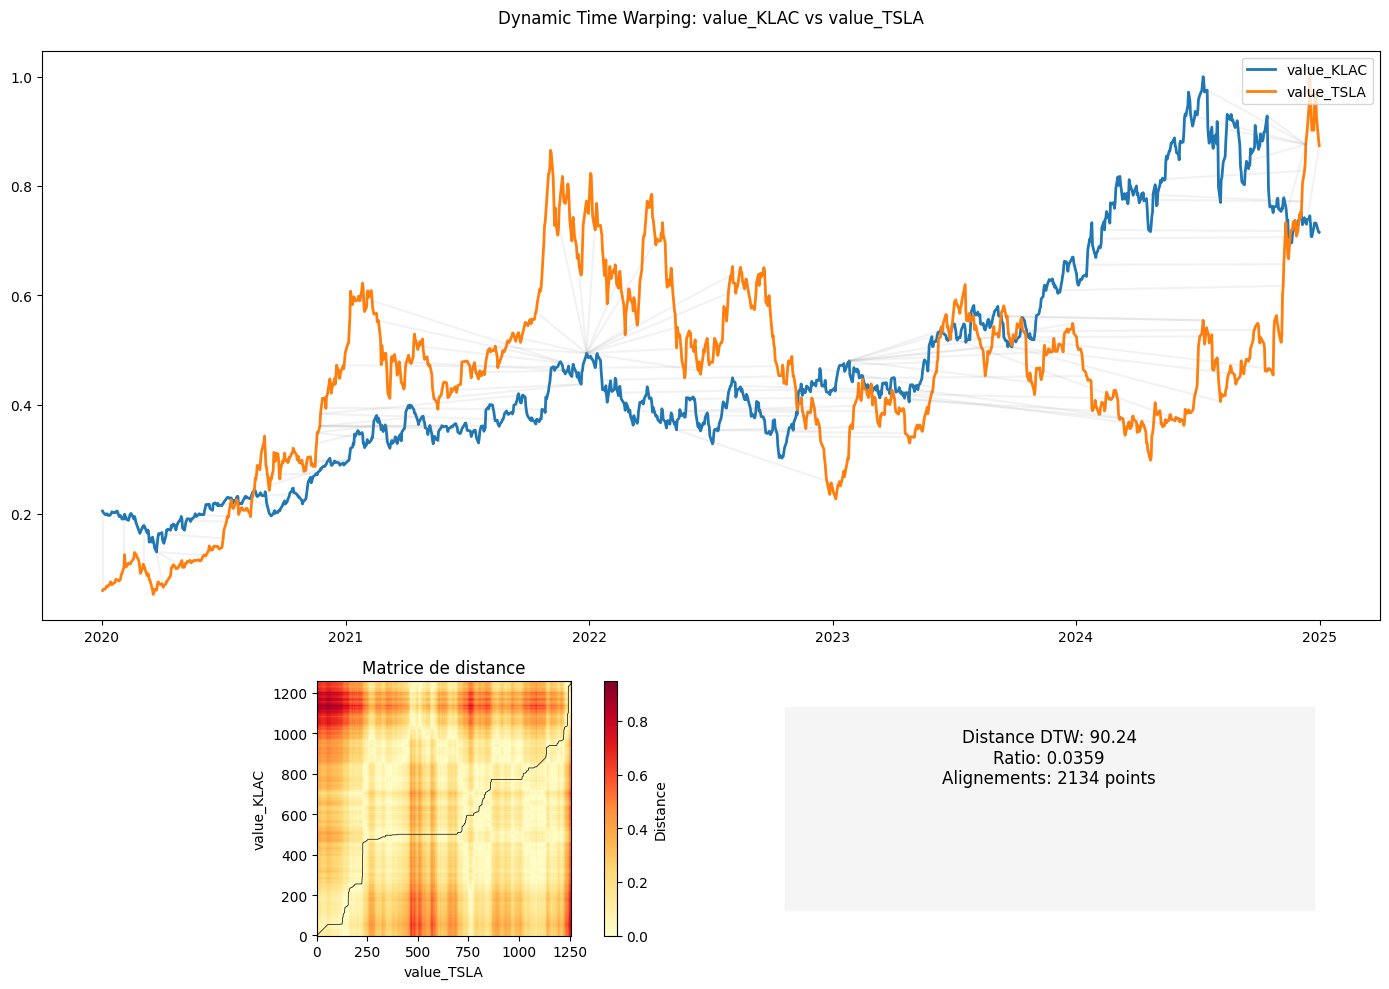 Dynamic Time Warping: value_KLAC vs value_TSLA
value_KLAC
value_TSLA
1.0
0.8
0.6
0.4
0.2
2020 2021 2022 2023 2024 2025
Matrice de distance
value_KLAC
1200
1000
800
600
400
200
0
0 250 500 750 1000 1250
value_TSLA
0.8
0.6
0.4
0.2
0.0
Distance
Distance DTW: 90.24
Ratio: 0.0359
Alignements: 2134 points